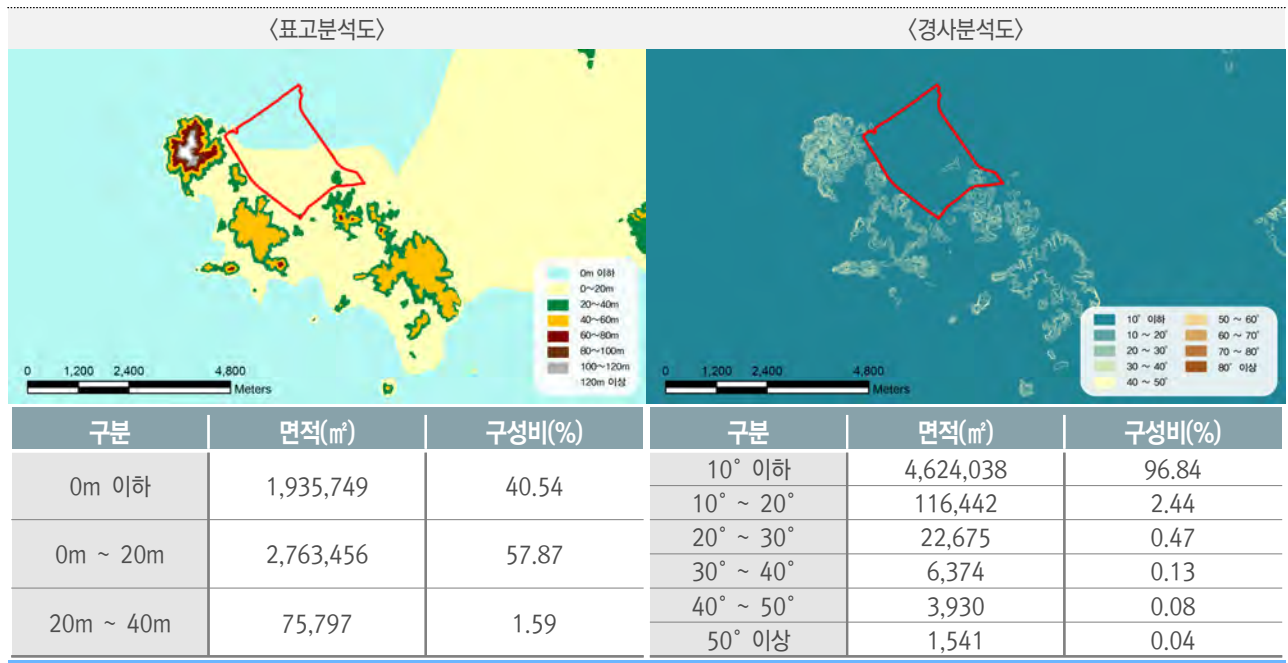 〈표고분석도〉
〈경사분석도〉
0m 이하
0~20m
20~40m
40~60m
60~80m
80~100m
100~120m
120m 이상
0 1,200 2,400 4,800
Meters
10° 이하
10 ~ 20°
20 ~ 30°
30 ~ 40°
40 ~ 50°
50 ~ 60°
60 ~ 70°
70 ~ 80°
80° 이상
0 1,200 2,400 4,800
Meters
구분 면적(㎡) 구성비(%)
0m 이하 1,935,749 40.54
0m ~ 20m 2,763,456 57.87
20m ~ 40m 75,797 1.59
구분 면적(㎡) 구성비(%)
10° 이하 4,624,038 96.84
10° ~ 20° 116,442 2.44
20° ~ 30° 22,675 0.47
30° ~ 40° 6,374 0.13
40° ~ 50° 3,930 0.08
50° 이상 1,541 0.04